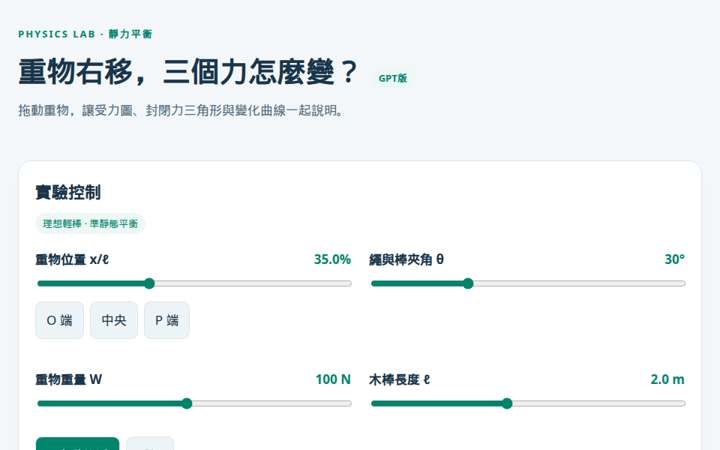 PHYSICS LAB · 靜力平衡
重物右移，三個力怎麼變？ GPT版
拖動重物，讓受力圖、封閉力三角形與變化曲線一起說明。
實驗控制
理想輕棒 · 準靜態平衡
重物位置 x/ℓ 35.0%
繩與棒夾角 θ 30°
O 端 中央 P 端
重物重量 W 100 N
木棒長度 ℓ 2.0 m